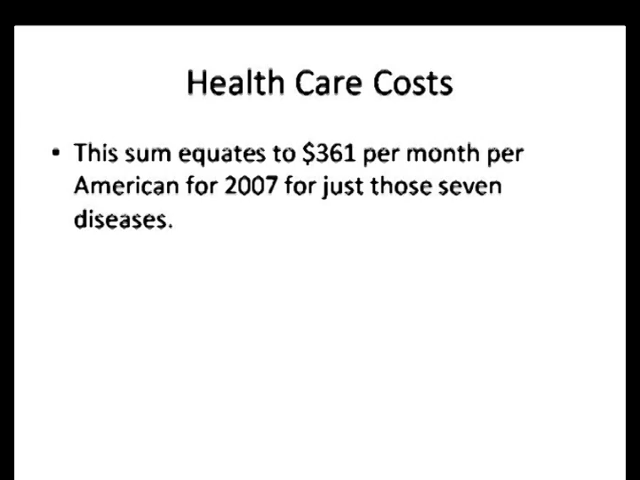 Health Care Costs
• This sum equates to $361 per month per
American for 2007 for just those seven
diseases.